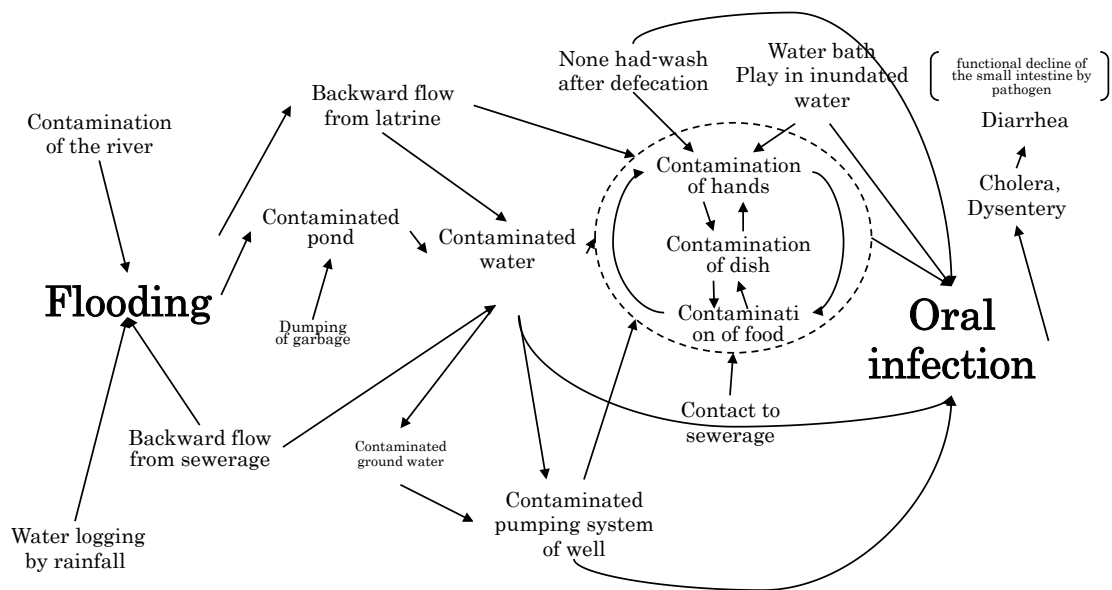 None had-wash
after defecation
Water bath
Play in inundated
water
functional decline of
the small intestine by
pathogen
Backward flow
from latrine
Contamination
of the river
Diarrhea
Contamination
of hands
Cholera,
Dysentery
Contaminated
pond
Contaminated
water
Contamination
of dish
Flooding
Dumping
of garbage
Contaminati
on of food
Oral
infection
Backward flow
from sewerage
Contaminated
ground water
Contact to
sewerage
Contaminated
pumping system
of well
Water logging
by rainfall